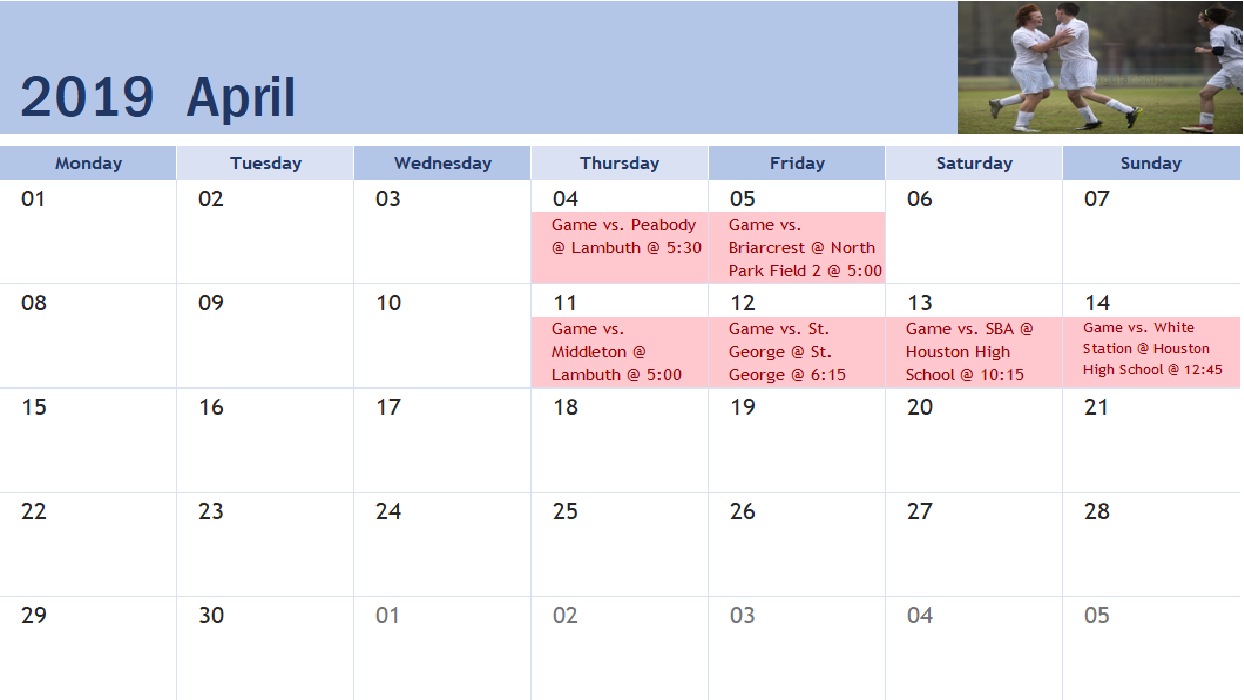 2019 April
Monday Tuesday Wednesday Thursday Friday Saturday Sunday
01 02 03 04 05 06 07
Game vs. Peabody
@ Lambuth @ 5:30
Game vs.
Briarcrest @ North
Park Field 2 @ 5:00
08 09 10 11 12 13 14
Game vs.
Middleton @
Lambuth @ 5:00
Game vs. St.
George @ St.
George @ 6:15
Game vs. SBA @
Houston High
School @ 10:15
Game vs. White
Station @ Houston
High School @ 12:45
15 16 17 18 19 20 21
22 23 24 25 26 27 28
29 30 01 02 03 04 05